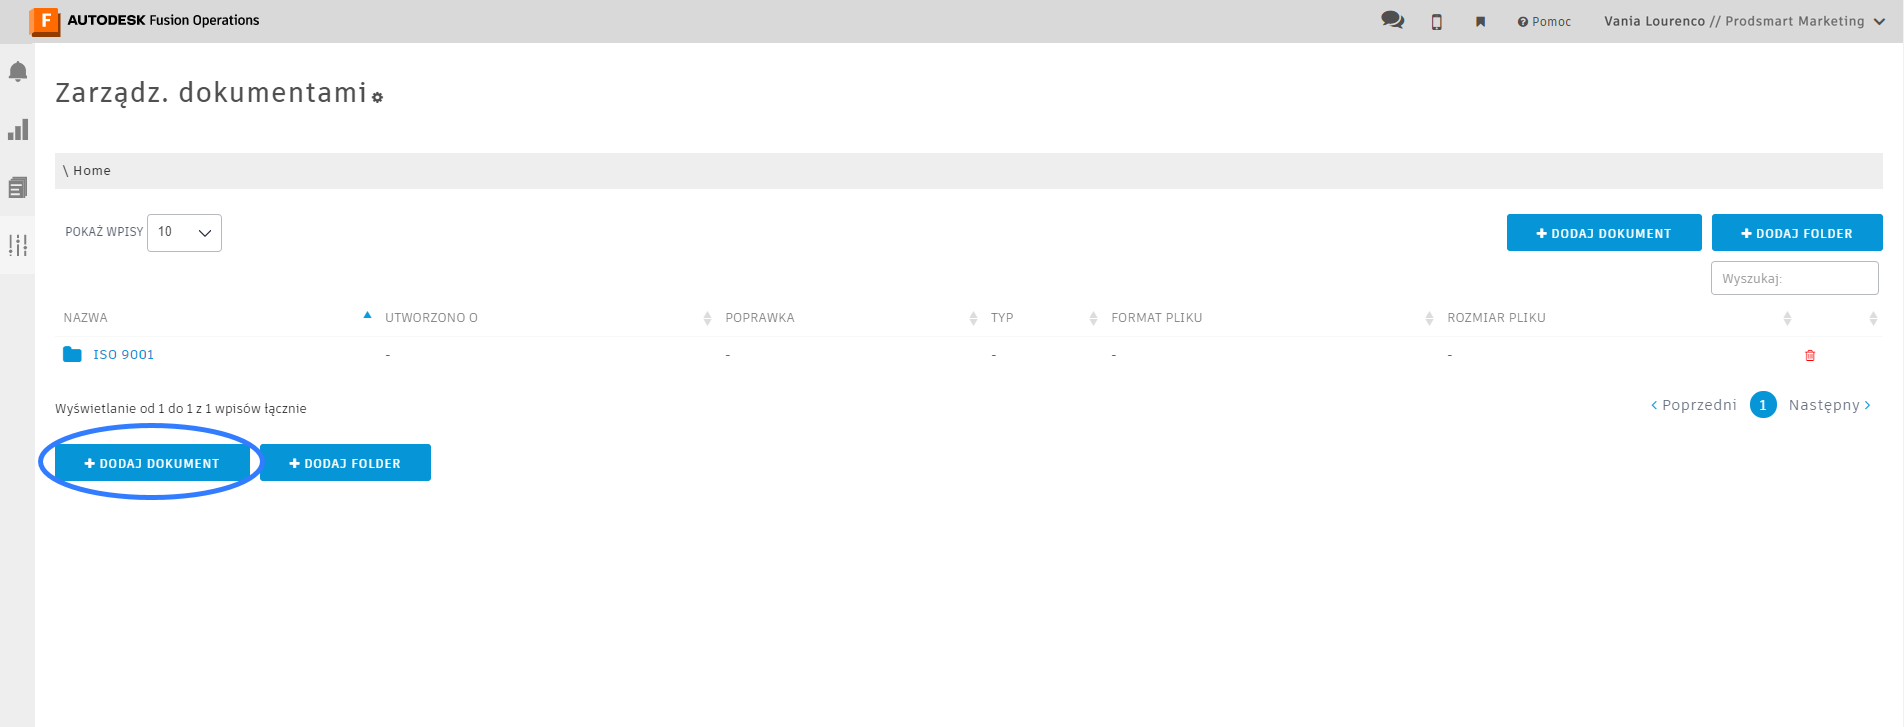 F AUTODESK Fusion Operations
Pomoc
Vania Lourenco // Prodsmart Marketing
Zarządz. dokumentami
\ Home
POKAŻ WPISY 10
+ DODAJ DOKUMENT + DODAJ FOLDER
Wyszukaj:
NAZWA UTWORZONO O POPRAWKA TYP FORMAT PLIKU ROZMIAR PLIKU
ISO 9001 - - - - -
Wyświetlanie od 1 do 1 z 1 wpisów łącznie
< Poprzedni 1 Następny >
+ DODAJ DOKUMENT + DODAJ FOLDER